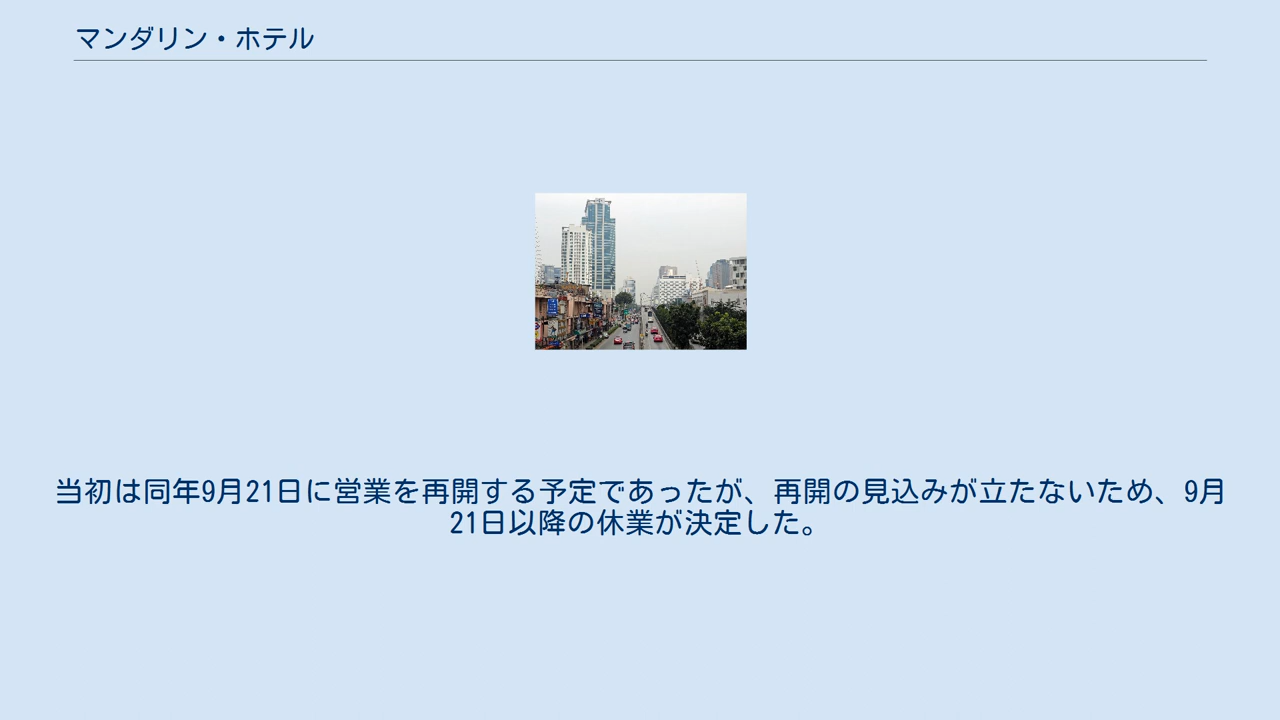 マンダリン・ホテル
当初は同年9月21日に営業を再開する予定であったが、再開の見込みが立たないため、9月
21日以降の休業が決定した。